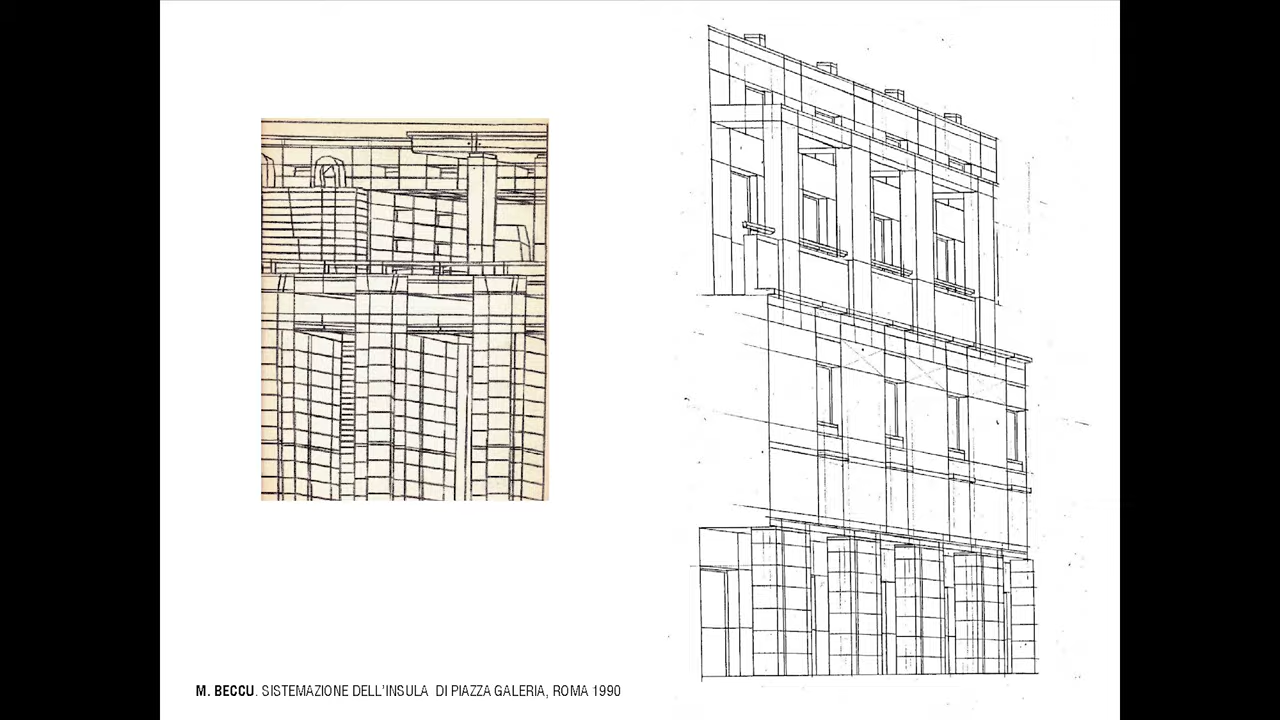 M. BECCU. SISTEMAZIONE DELL'INSULA DI PIAZZA GALERIA, ROMA 1990